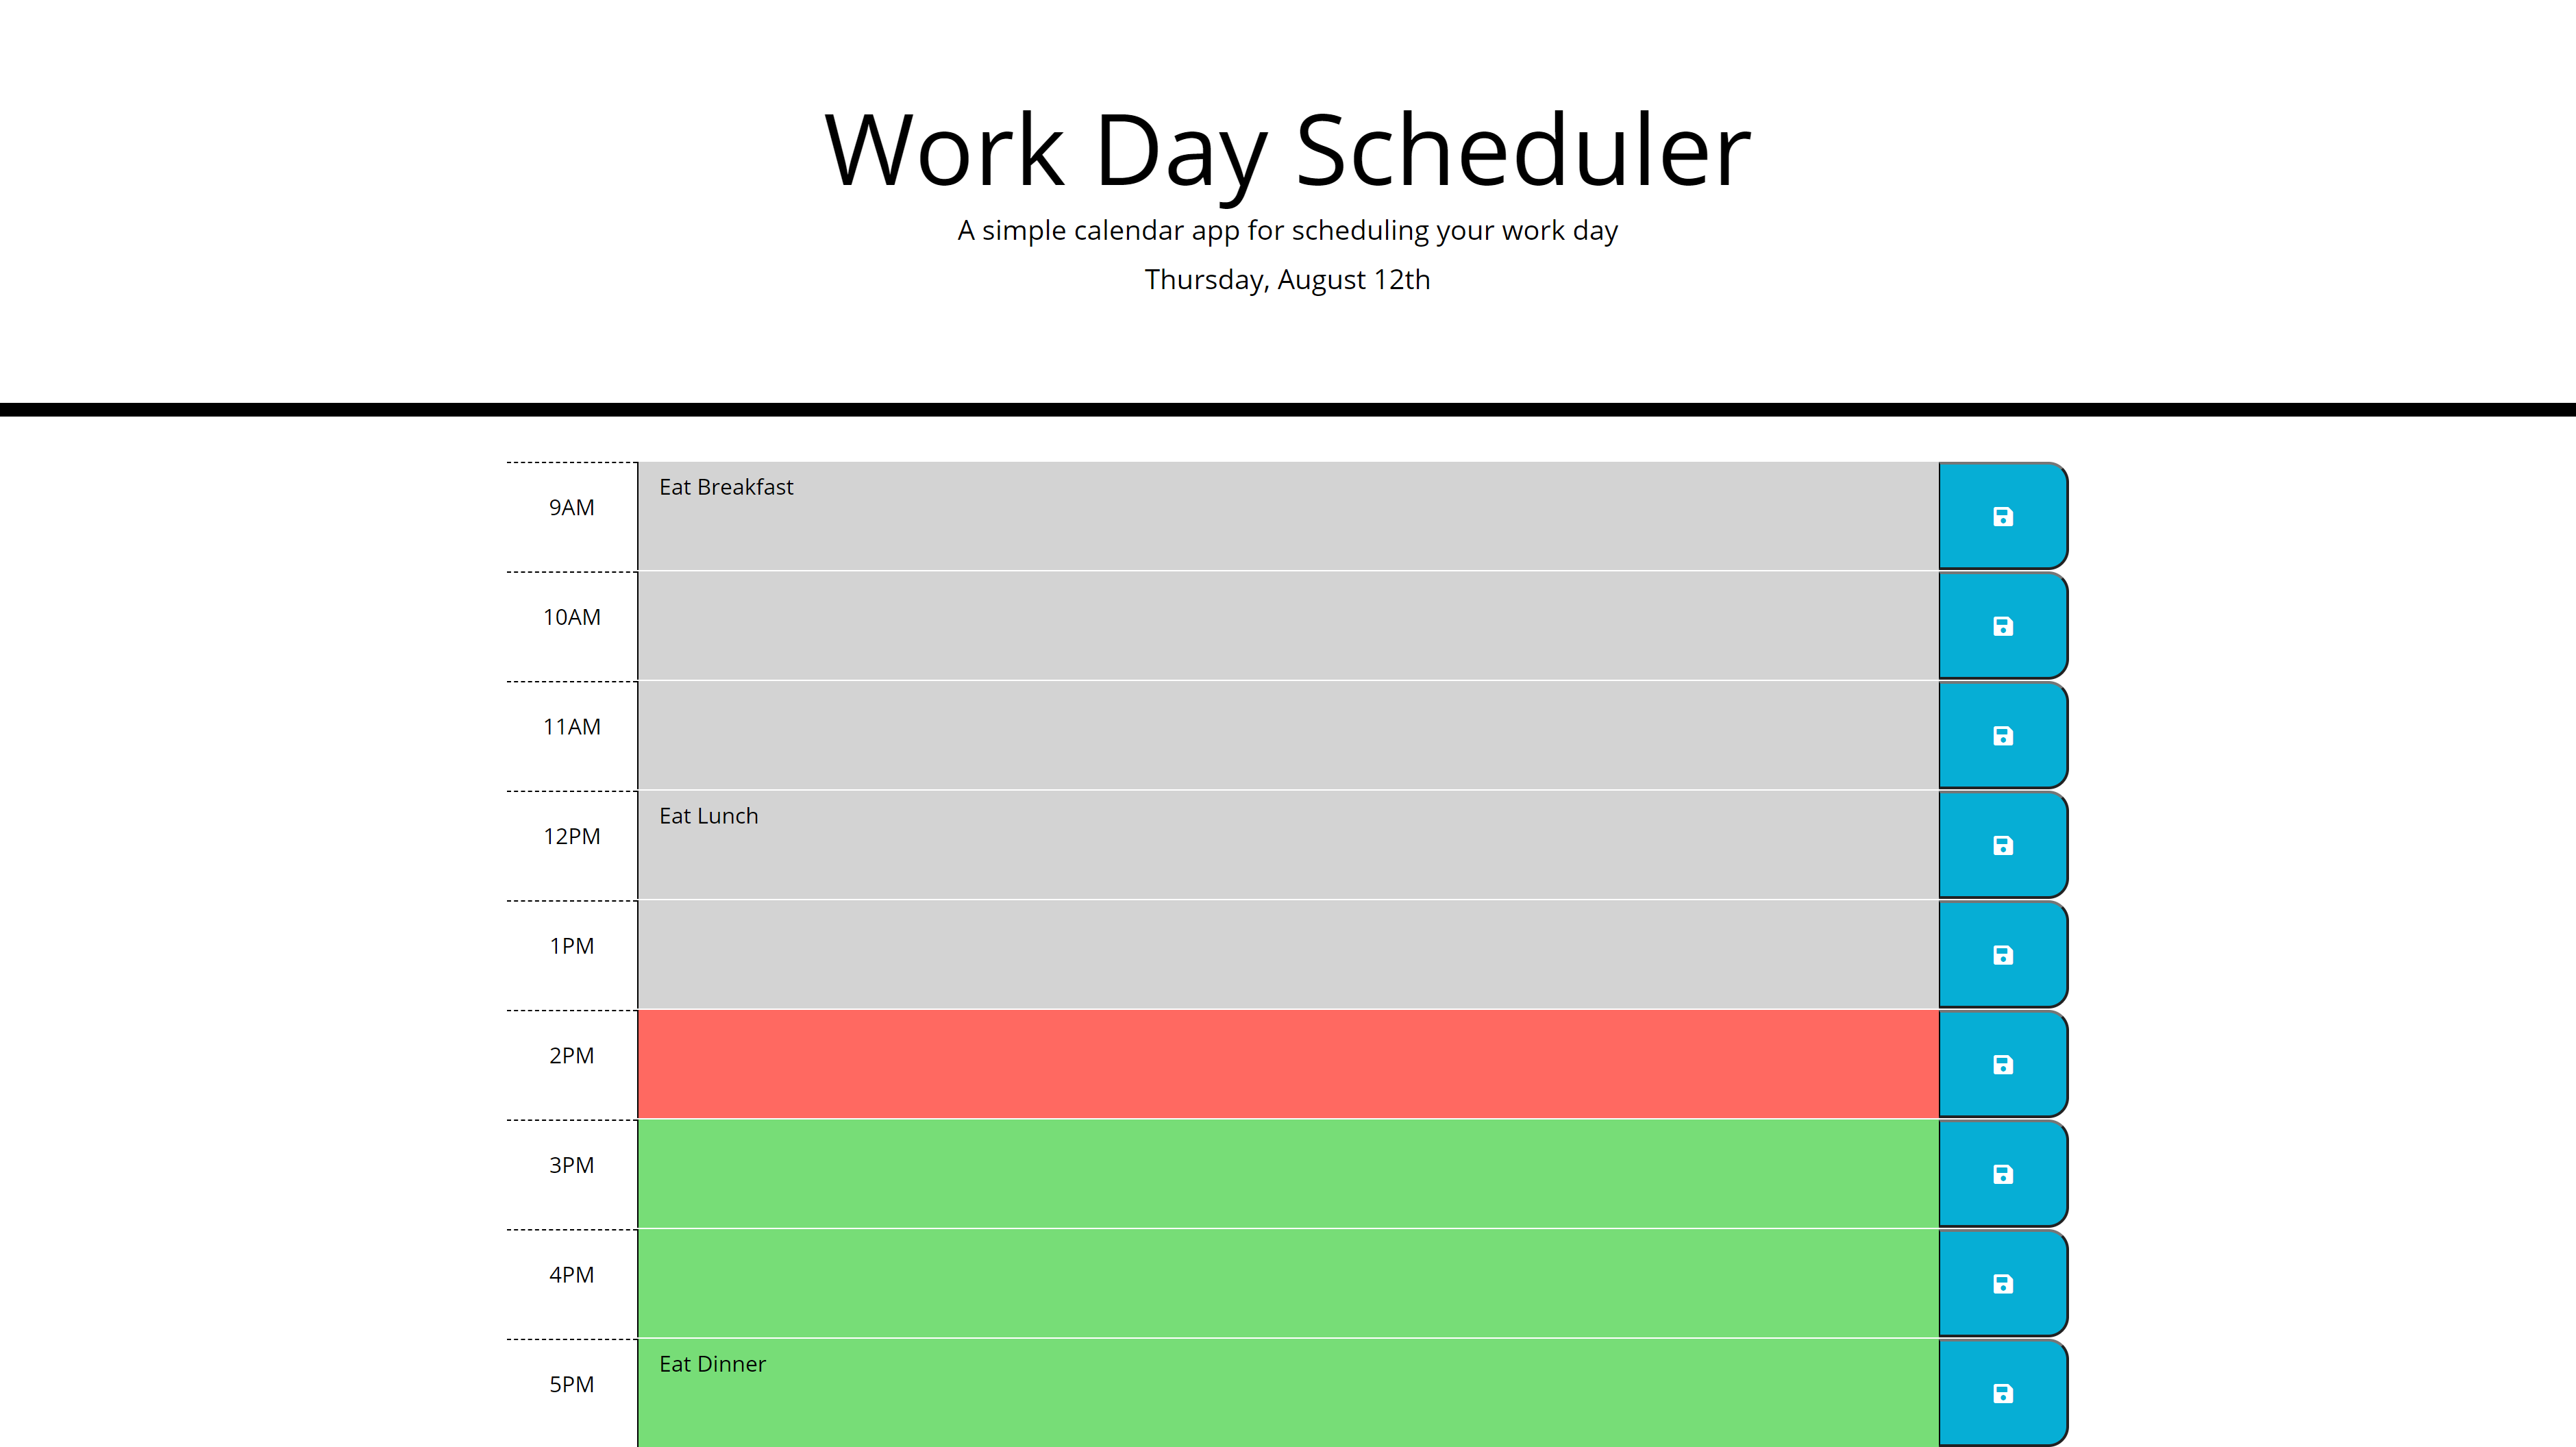 Work Day Scheduler
A simple calendar app for scheduling your work day
Thursday, August 12th
9AM
Eat Breakfast
10AM
11AM
12PM
Eat Lunch
1PM
2PM
3PM
4PM
5PM
Eat Dinner